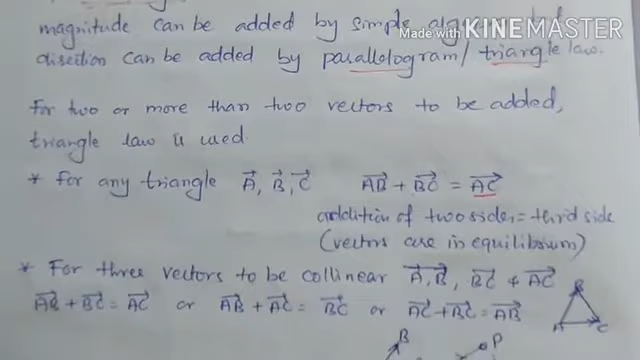 magnitude can be added by simple
Made with KINEMASTER
direction can be added by parallelogram/triangle law.
For two or more than two vectors to be added,
triangle law is used.
* For any triangle A⃗, B⃗, C⃗ AB⃗ + BC⃗ = AC⃗
addition of two sides = third side
(vectors are in equilibrium)
* For three vectors to be collinear A⃗,B⃗, BC⃗ & AC⃗
AB⃗ + BC⃗ = AC⃗ or AB⃗ + AC⃗ = BC⃗ or AC⃗ + BC⃗ = AB⃗
B
A C
B P